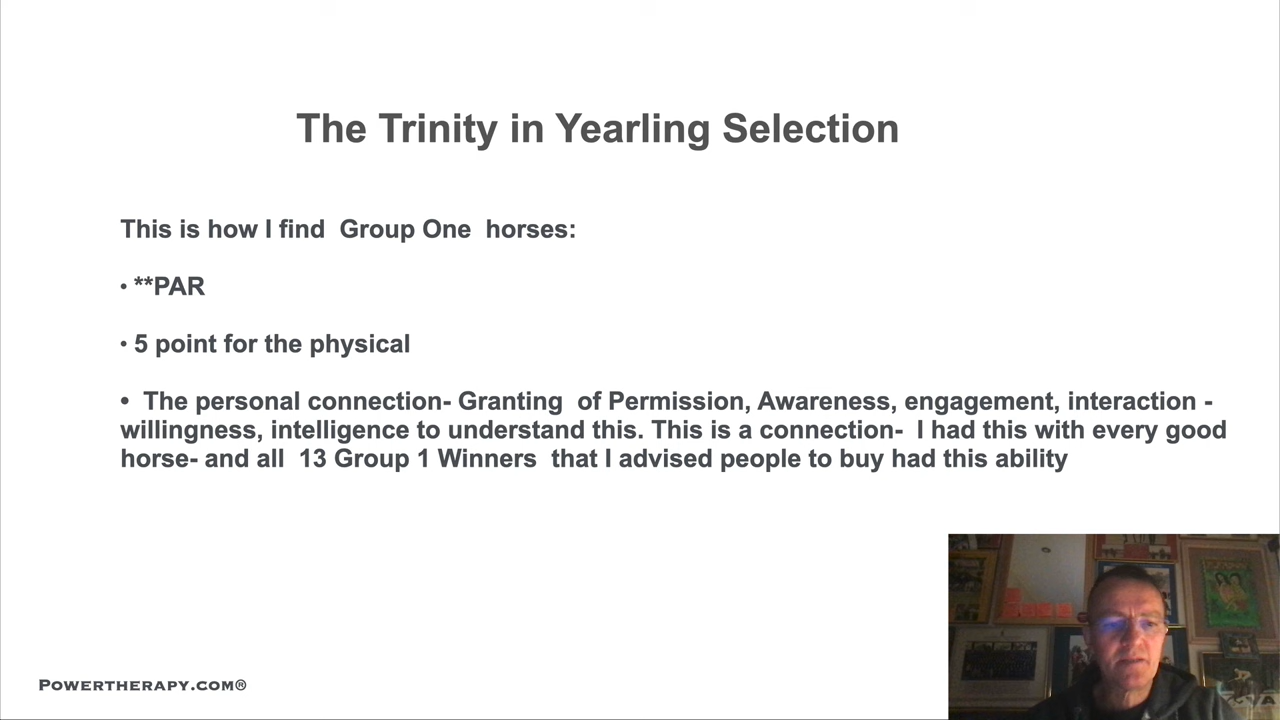 The Trinity in Yearling Selection
This is how I find Group One horses:
• **PAR
• 5 point for the physical
• The personal connection- Granting of Permission, Awareness, engagement, interaction -
willingness, intelligence to understand this. This is a connection- I had this with every good
horse- and all 13 Group 1 Winners that I advised people to buy had this ability
POWERTHERAPY.COM®